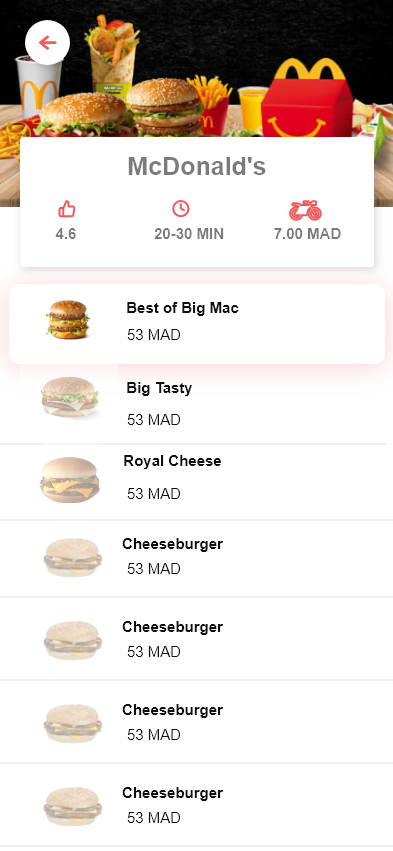 McDonald's
4.6
20-30 MIN
7.00 MAD
Best of Big Mac
53 MAD
Big Tasty
53 MAD
Royal Cheese
53 MAD
Cheeseburger
53 MAD
Cheeseburger
53 MAD
Cheeseburger
53 MAD
Cheeseburger
53 MAD